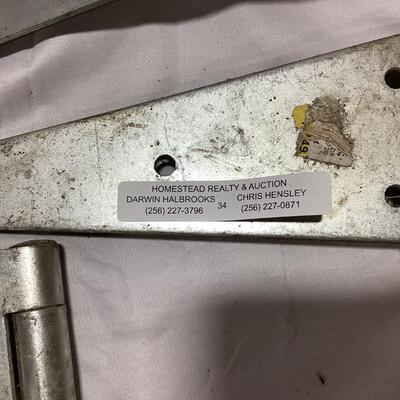 HOMESTEAD REALTY & AUCTION
DARWIN HALBROOKS 34 CHRIS HENSLEY
(256) 227-3796 (256) 227-0871